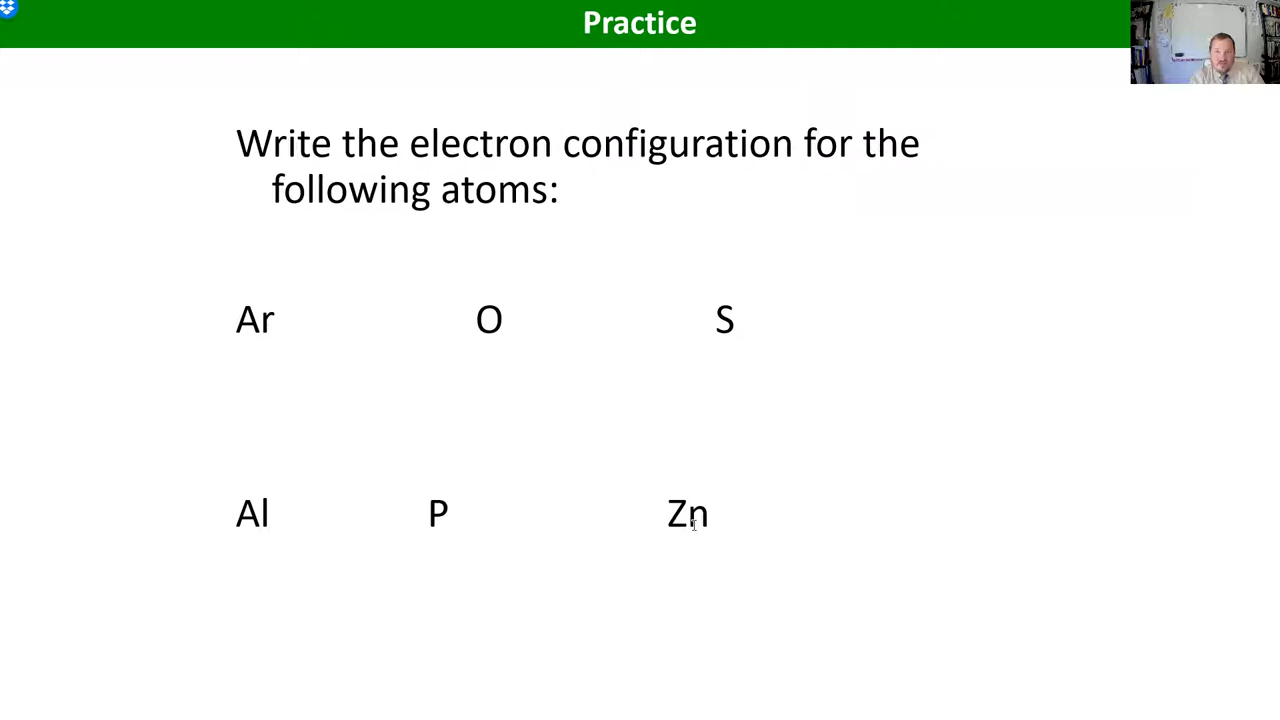 Practice
Write the electron configuration for the
following atoms:
Ar O S
Al P Zn